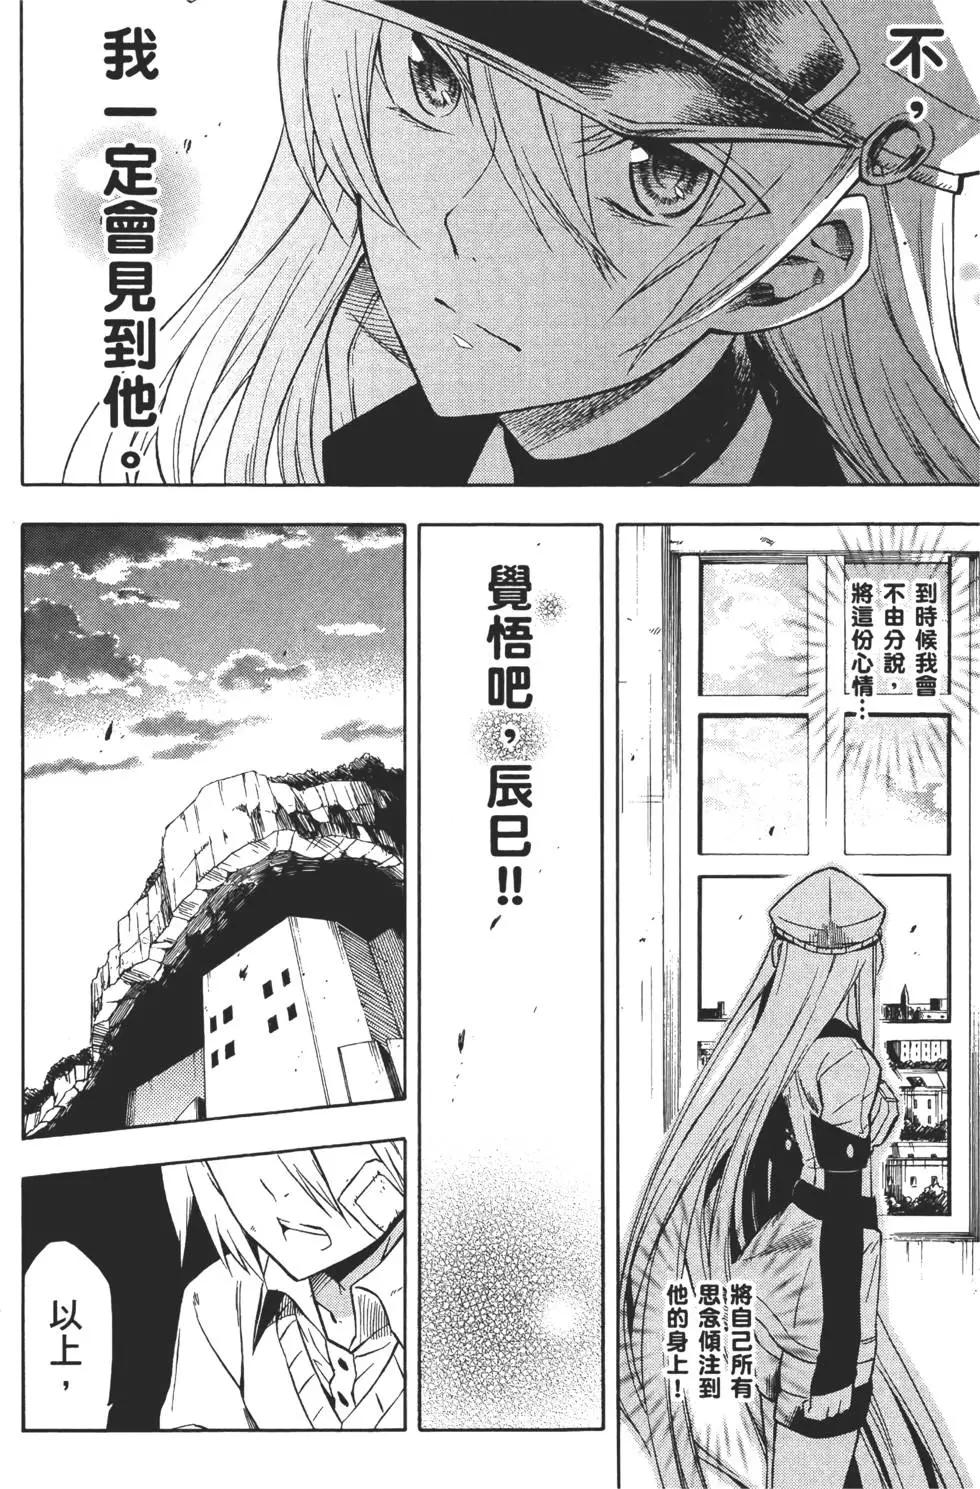 不，
我一定會見到他。
到時候我會
不由分說，
將這份心情…
將自己所有
思念傾注到
他的身上！
覺悟吧，辰巳!!
以上，